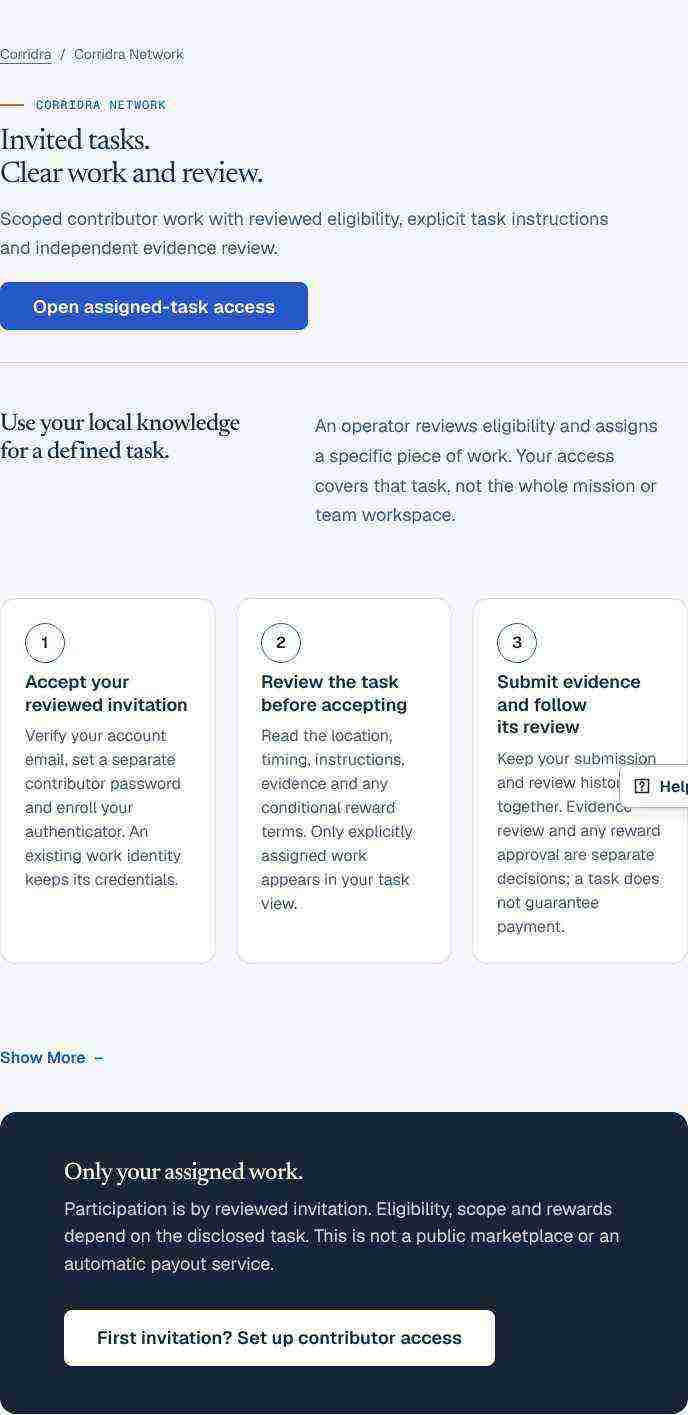 Corridra / Corridra Network
CORRIDRA NETWORK
Invited tasks.
Clear work and review.
Scoped contributor work with reviewed eligibility, explicit task instructions
and independent evidence review.
Open assigned-task access
Use your local knowledge
for a defined task.
An operator reviews eligibility and assigns
a specific piece of work. Your access
covers that task, not the whole mission or
team workspace.
1
Accept your
reviewed invitation
Verify your account
email, set a separate
contributor password
and enroll your
authenticator. An
existing work identity
keeps its credentials.
2
Review the task
before accepting
Read the location,
timing, instructions,
evidence and any
conditional reward
terms. Only explicitly
assigned work
appears in your task
view.
3
Submit evidence
and follow
its review
Keep your submission
and review
together. Evidence
review and any reward
approval are separate
decisions; a task does
not guarantee
payment.
Help
Show More –
Only your assigned work.
Participation is by reviewed invitation. Eligibility, scope and rewards
depend on the disclosed task. This is not a public marketplace or an
automatic payout service.
First invitation? Set up contributor access